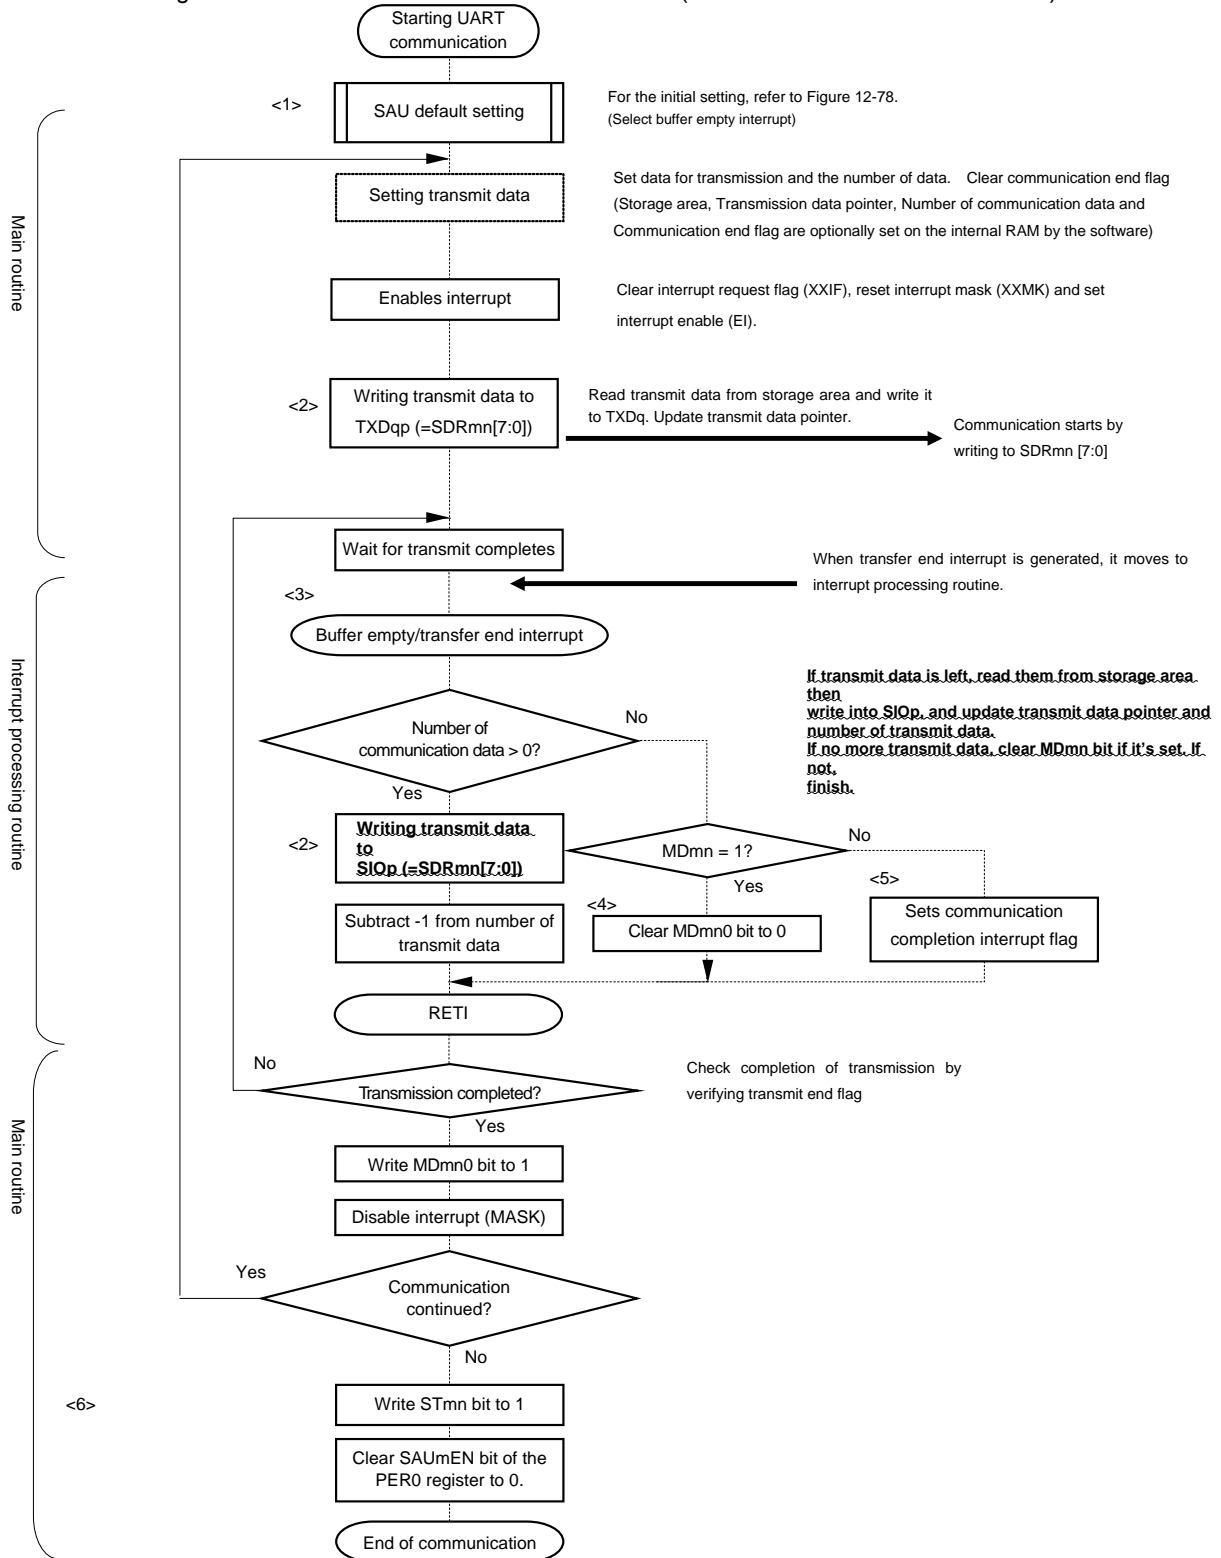 Starting UART
communication
<1>
SAU default setting
For the initial setting, refer to Figure 12-78.
(Select buffer empty interrupt)
Setting transmit data
Set data for transmission and the number of data. Clear communication end flag
(Storage area, Transmission data pointer, Number of communication data and
Communication end flag are optionally set on the internal RAM by the software)
Main routine
Enables interrupt
Clear interrupt request flag (XXIF), reset interrupt mask (XXMK) and set
interrupt enable (EI).
<2>
Writing transmit data to
TXDqp (=SDRmn[7:0])
Read transmit data from storage area and write it
to TXDq. Update transmit data pointer.
Communication starts by
writing to SDRmn [7:0]
Wait for transmit completes
When transfer end interrupt is generated, it moves to
interrupt processing routine.
<3>
Buffer empty/transfer end interrupt
Interrupt processing routine
If transmit data is left, read them from storage area
then
write into SIOp, and update transmit data pointer and
number of transmit data.
If no more transmit data, clear MDmn bit if it's set. If
not,
finish.
Number of
communication data > 0?
No
Yes
<2>
Writing transmit data
to
SIOp (=SDRmn[7:0])
MDmn = 1?
No
Yes
<4>
<5>
Subtract -1 from number of
transmit data
Clear MDmn0 bit to 0
Sets communication
completion interrupt flag
RETI
No
Transmission completed?
Check completion of transmission by
verifying transmit end flag
Yes
Main routine
Write MDmn0 bit to 1
Disable interrupt (MASK)
Yes
Communication
continued?
No
<6>
Write STmn bit to 1
Clear SAUmEN bit of the
PER0 register to 0.
End of communication